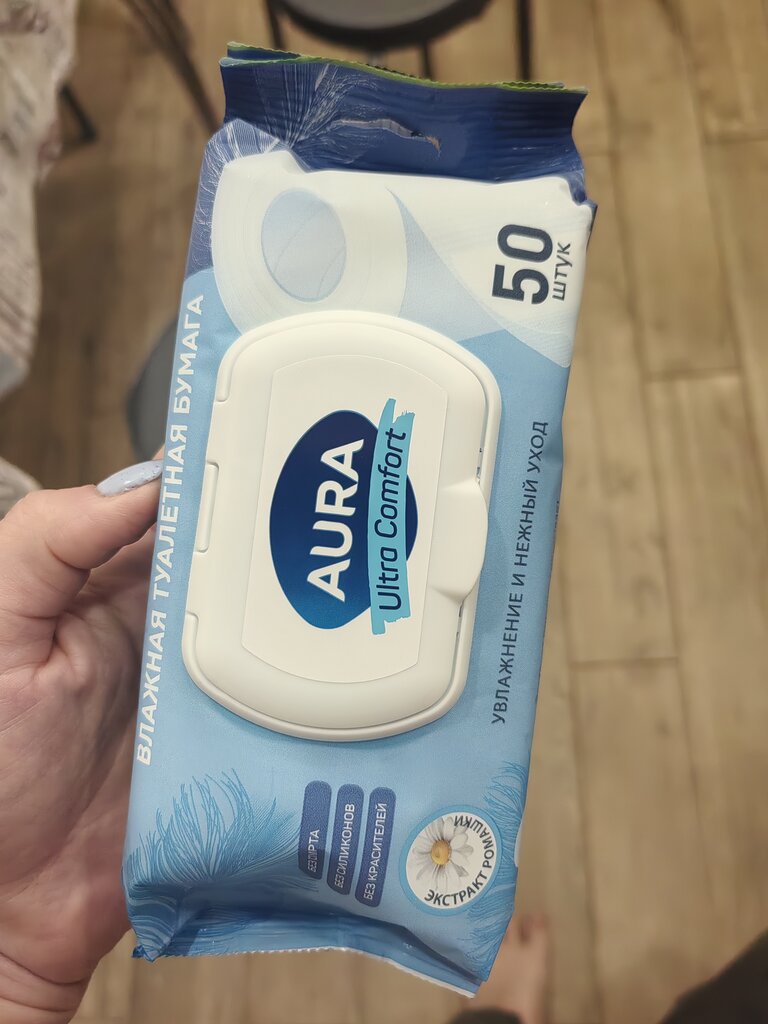 50
ШТУК
ВЛАЖНАЯ ТУАЛЕТНАЯ БУМАГА
AURA
Ultra Comfort
УВЛАЖНЕНИЕ И НЕЖНЫЙ УХОД
БЕЗ СПИРТА
БЕЗ СИЛИКОНОВ
БЕЗ КРАСИТЕЛЕЙ
ЭКСТРАКТ РОМАШКИ